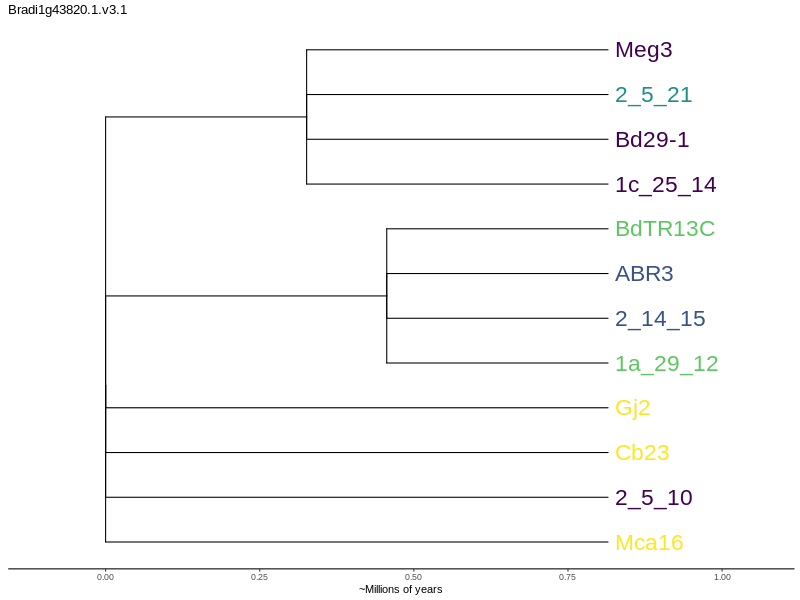 Bradi1g43820.1.v3.1
Meg3
2_5_21
Bd29-1
1c_25_14
BdTR13C
ABR3
2_14_15
1a_29_12
Gj2
Cb23
2_5_10
Mca16
0.00 0.25 0.50 0.75 1.00
~Millions of years